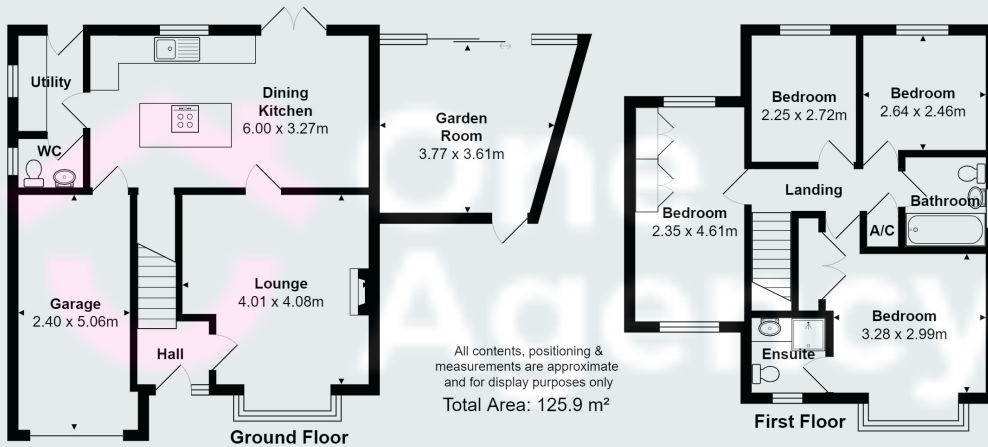 Utility
WC
Dining
Kitchen
6.00 x 3.27m
Garden
Room
3.77 x 3.61m
Garage
2.40 x 5.06m
Lounge
4.01 x 4.08m
Hall
All contents, positioning &
measurements are approximate
and for display purposes only
Total Area: 125.9 m²
Ground Floor
Bedroom
2.25 x 2.72m
Bedroom
2.64 x 2.46m
Bedroom
2.35 x 4.61m
Landing
Bathroom
A/C
Bedroom
3.28 x 2.99m
Ensuite
First Floor
One
Agency